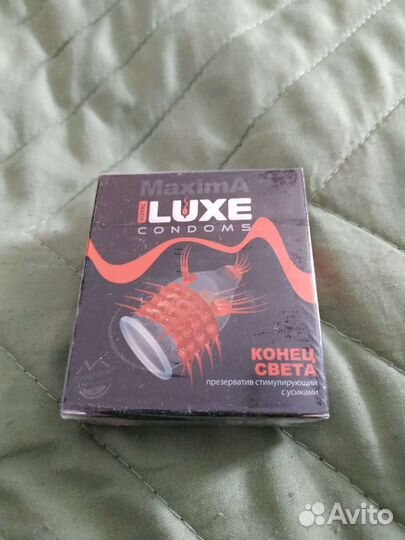 MaximA
LUXE
CONDOMS
КОНЕЦ
СВЕТА
презерватив стимулирующий
с усиками
Avito